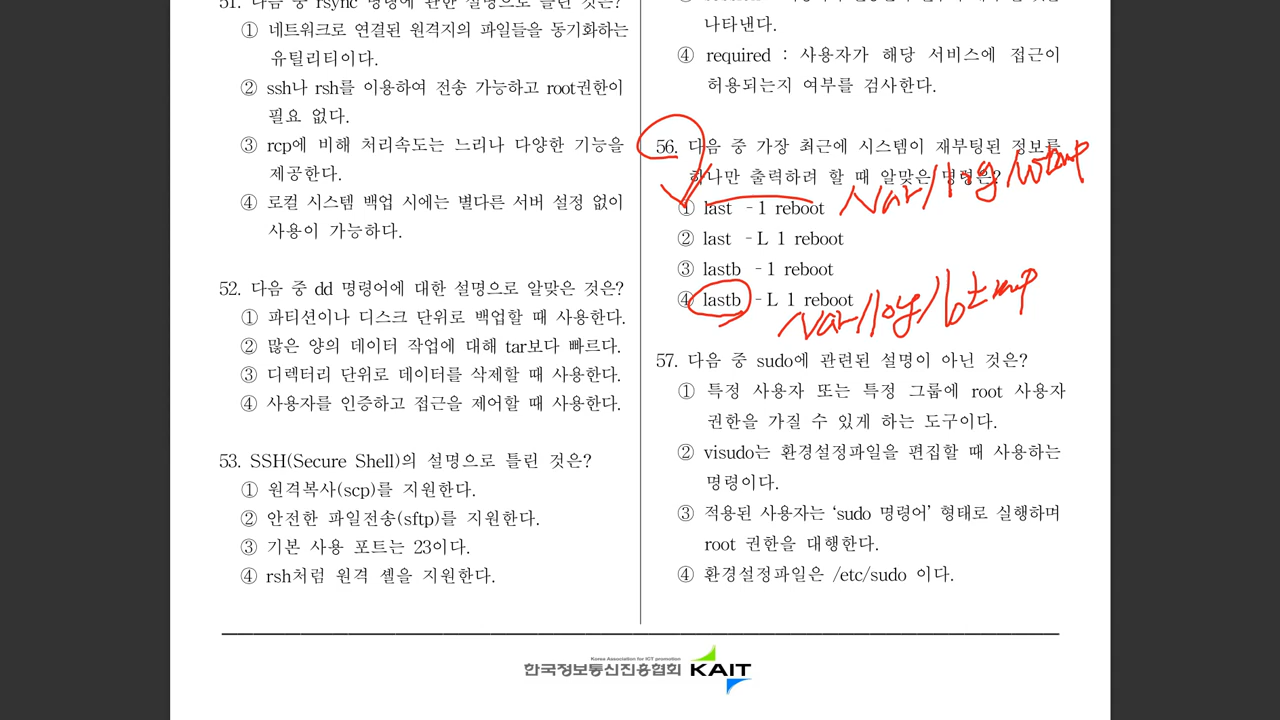 51. 다음 중 rsync 명령에 관한 설명으로 틀린 것은?
① 네트워크로 연결된 원격지의 파일들을 동기화하는
유틸리티이다.
② ssh나 rsh를 이용하여 전송 가능하고 root권한이
필요 없다.
③ rcp에 비해 처리속도는 느리나 다양한 기능을
제공한다.
④ 로컬 시스템 백업 시에는 별다른 서버 설정 없이
사용이 가능하다.
52. 다음 중 dd 명령어에 대한 설명으로 알맞은 것은?
① 파티션이나 디스크 단위로 백업할 때 사용한다.
② 많은 양의 데이터 작업에 대해 tar보다 빠르다.
③ 디렉터리 단위로 데이터를 삭제할 때 사용한다.
④ 사용자를 인증하고 접근을 제어할 때 사용한다.
53. SSH(Secure Shell)의 설명으로 틀린 것은?
① 원격복사(scp)를 지원한다.
② 안전한 파일전송(sftp)를 지원한다.
③ 기본 사용 포트는 23이다.
④ rsh처럼 원격 셸을 지원한다.
나타낸다.
④ required : 사용자가 해당 서비스에 접근이
허용되는지 여부를 검사한다.
56. 다음 중 가장 최근에 시스템이 재부팅된 정보를
하나만 출력하려 할 때 알맞은 명령은?
① last -1 reboot
/var/log/wtmp
② last -L 1 reboot
③ lastb -1 reboot
④ lastb -L 1 reboot
/var/log/btmp
57. 다음 중 sudo에 관련된 설명이 아닌 것은?
① 특정 사용자 또는 특정 그룹에 root 사용자
권한을 가질 수 있게 하는 도구이다.
② visudo는 환경설정파일을 편집할 때 사용하는
명령이다.
③ 적용된 사용자는 ‘sudo 명령어’ 형태로 실행하며
root 권한을 대행한다.
④ 환경설정파일은 /etc/sudo 이다.
Korea Association for ICT promotion
한국정보통신진흥협회 KAIT